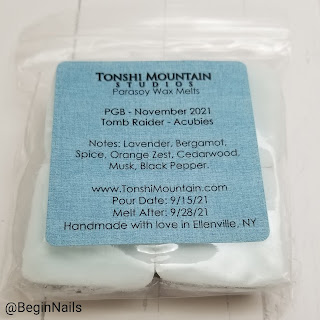 TONSHI MOUNTAIN
STUDIOS
Parasoy Wax Melts
PGB - November 2021
Tomb Raider - Acubies
Notes: Lavender, Bergamot,
Spice, Orange Zest, Cedarwood,
Musk, Black Pepper.
www.TonshiMountain.com
Pour Date: 9/15/21
Melt After: 9/28/21
Handmade with love in Ellenville, NY
@BeginNails